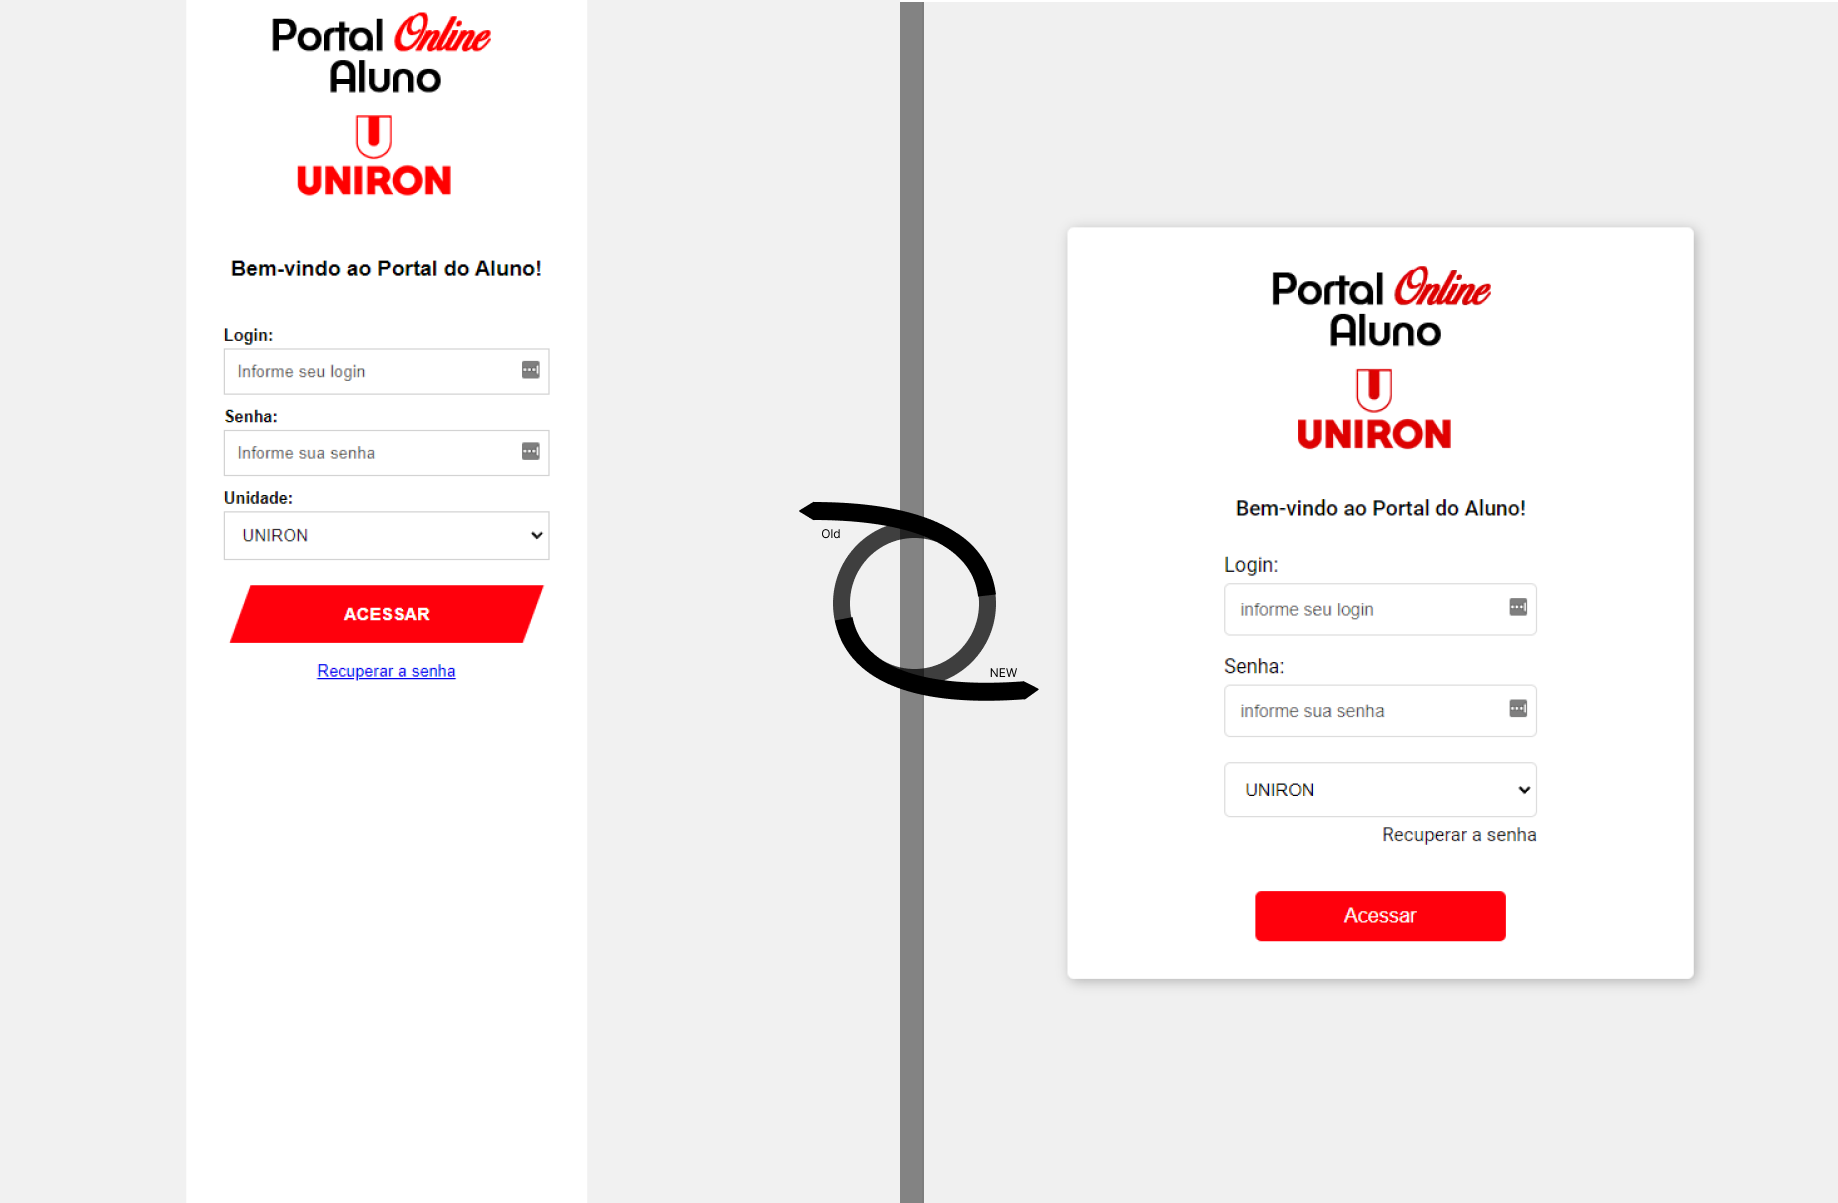 Portal Online
Aluno
U
UNIRON
Bem-vindo ao Portal do Aluno!
Login:
Informe seu login
Senha:
Informe sua senha
Unidade:
UNIRON
ACESSAR
Recuperar a senha
Old
NEW
Portal Online
Aluno
U
UNIRON
Bem-vindo ao Portal do Aluno!
Login:
informe seu login
Senha:
informe sua senha
UNIRON
Recuperar a senha
Acessar